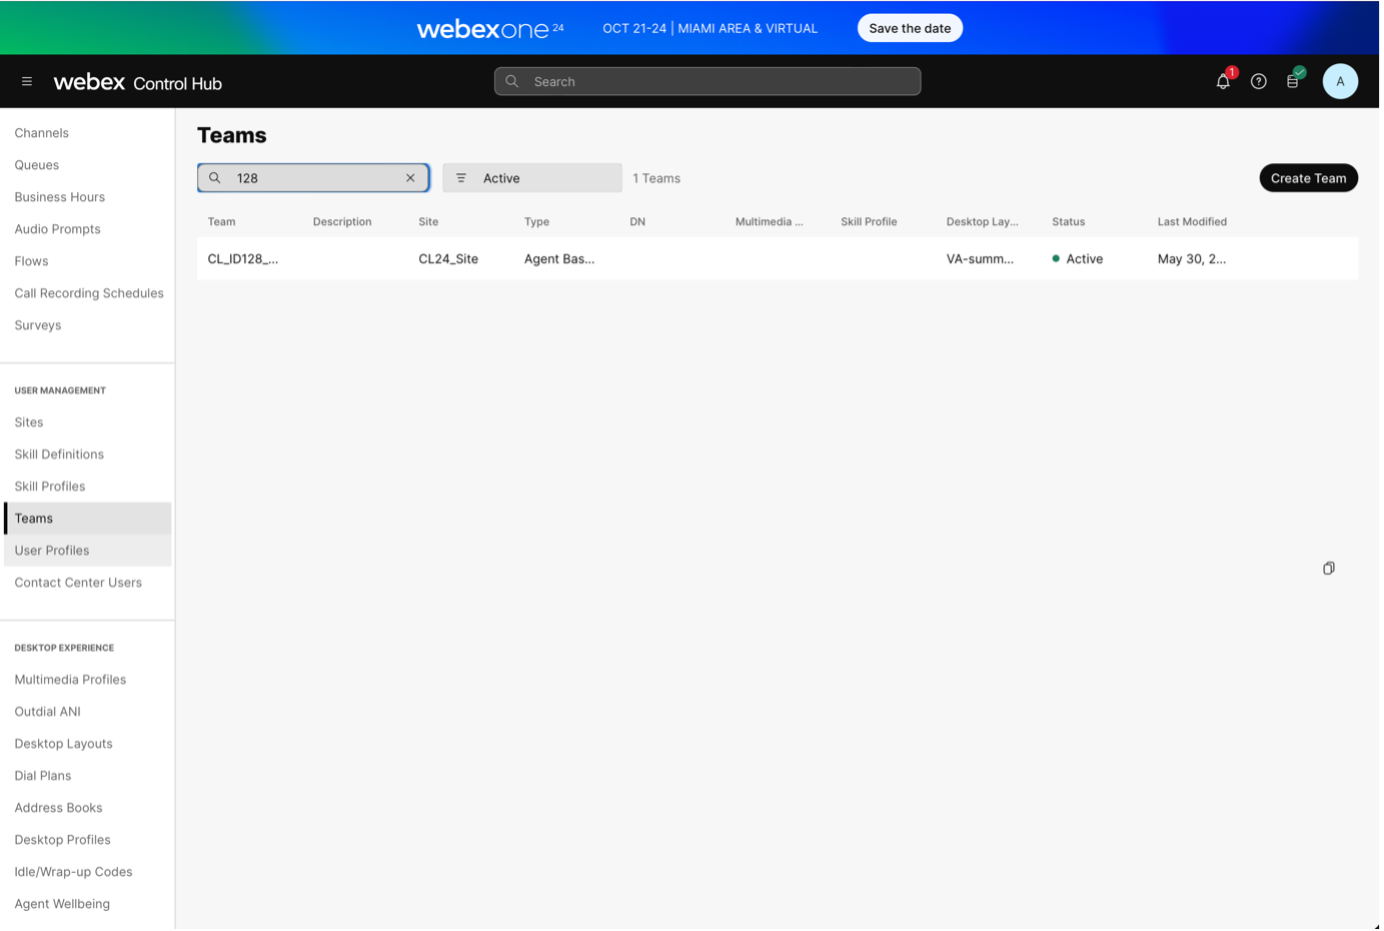 webexone 24 OCT 21-24 | MIAMI AREA & VIRTUAL Save the date
webex Control Hub Search 1 A
Channels
Queues
Business Hours
Audio Prompts
Flows
Call Recording Schedules
Surveys
USER MANAGEMENT
Sites
Skill Definitions
Skill Profiles
Teams
User Profiles
Contact Center Users
DESKTOP EXPERIENCE
Multimedia Profiles
Outdial ANI
Desktop Layouts
Dial Plans
Address Books
Desktop Profiles
Idle/Wrap-up Codes
Agent Wellbeing
Teams
128 Active 1 Teams Create Team
Team Description Site Type DN Multimedia ... Skill Profile Desktop Lay... Status Last Modified
CL_ID128_... CL24_Site Agent Bas... VA-summ... Active May 30, 2...